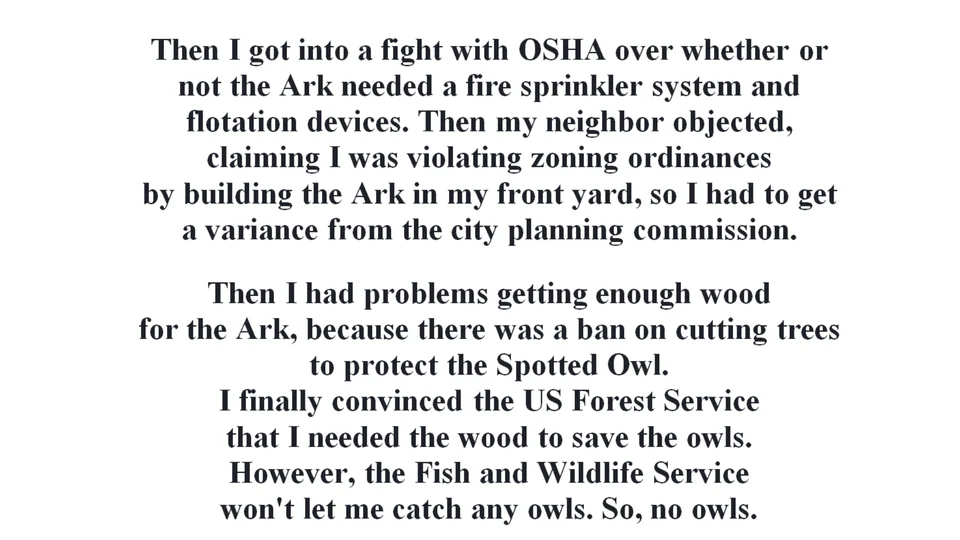 Then I got into a fight with OSHA over whether or
not the Ark needed a fire sprinkler system and
flotation devices. Then my neighbor objected,
claiming I was violating zoning ordinances
by building the Ark in my front yard, so I had to get
a variance from the city planning commission.
Then I had problems getting enough wood
for the Ark, because there was a ban on cutting trees
to protect the Spotted Owl.
I finally convinced the US Forest Service
that I needed the wood to save the owls.
However, the Fish and Wildlife Service
won't let me catch any owls. So, no owls.